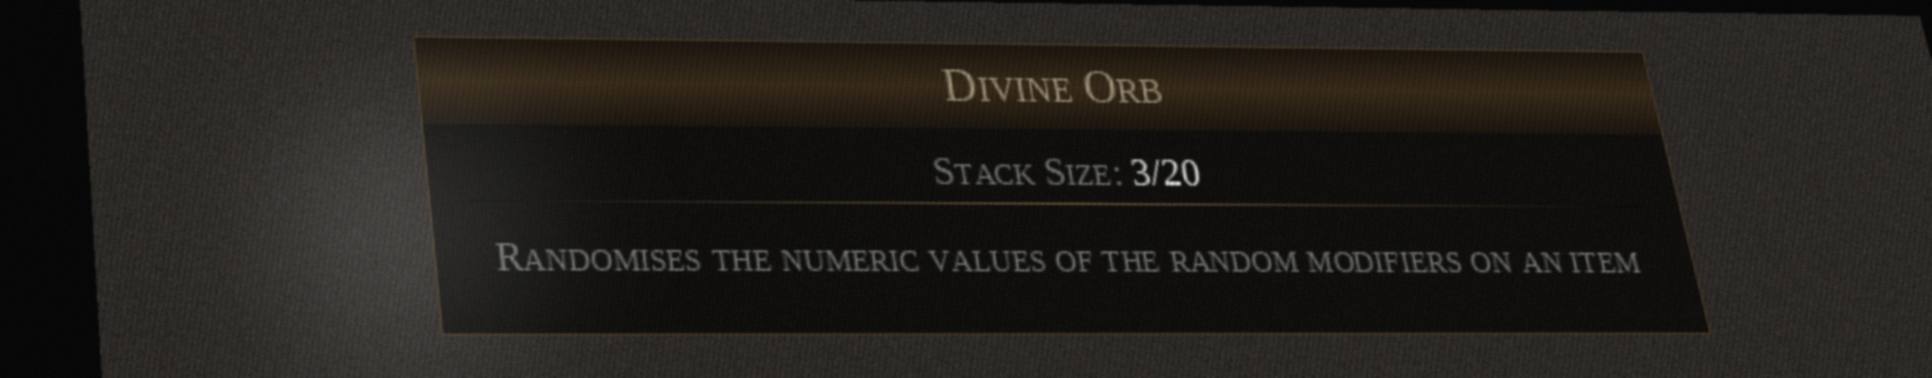 Divine Orb
Stack Size: 3/20
Randomises the numeric values of the random modifiers on an item